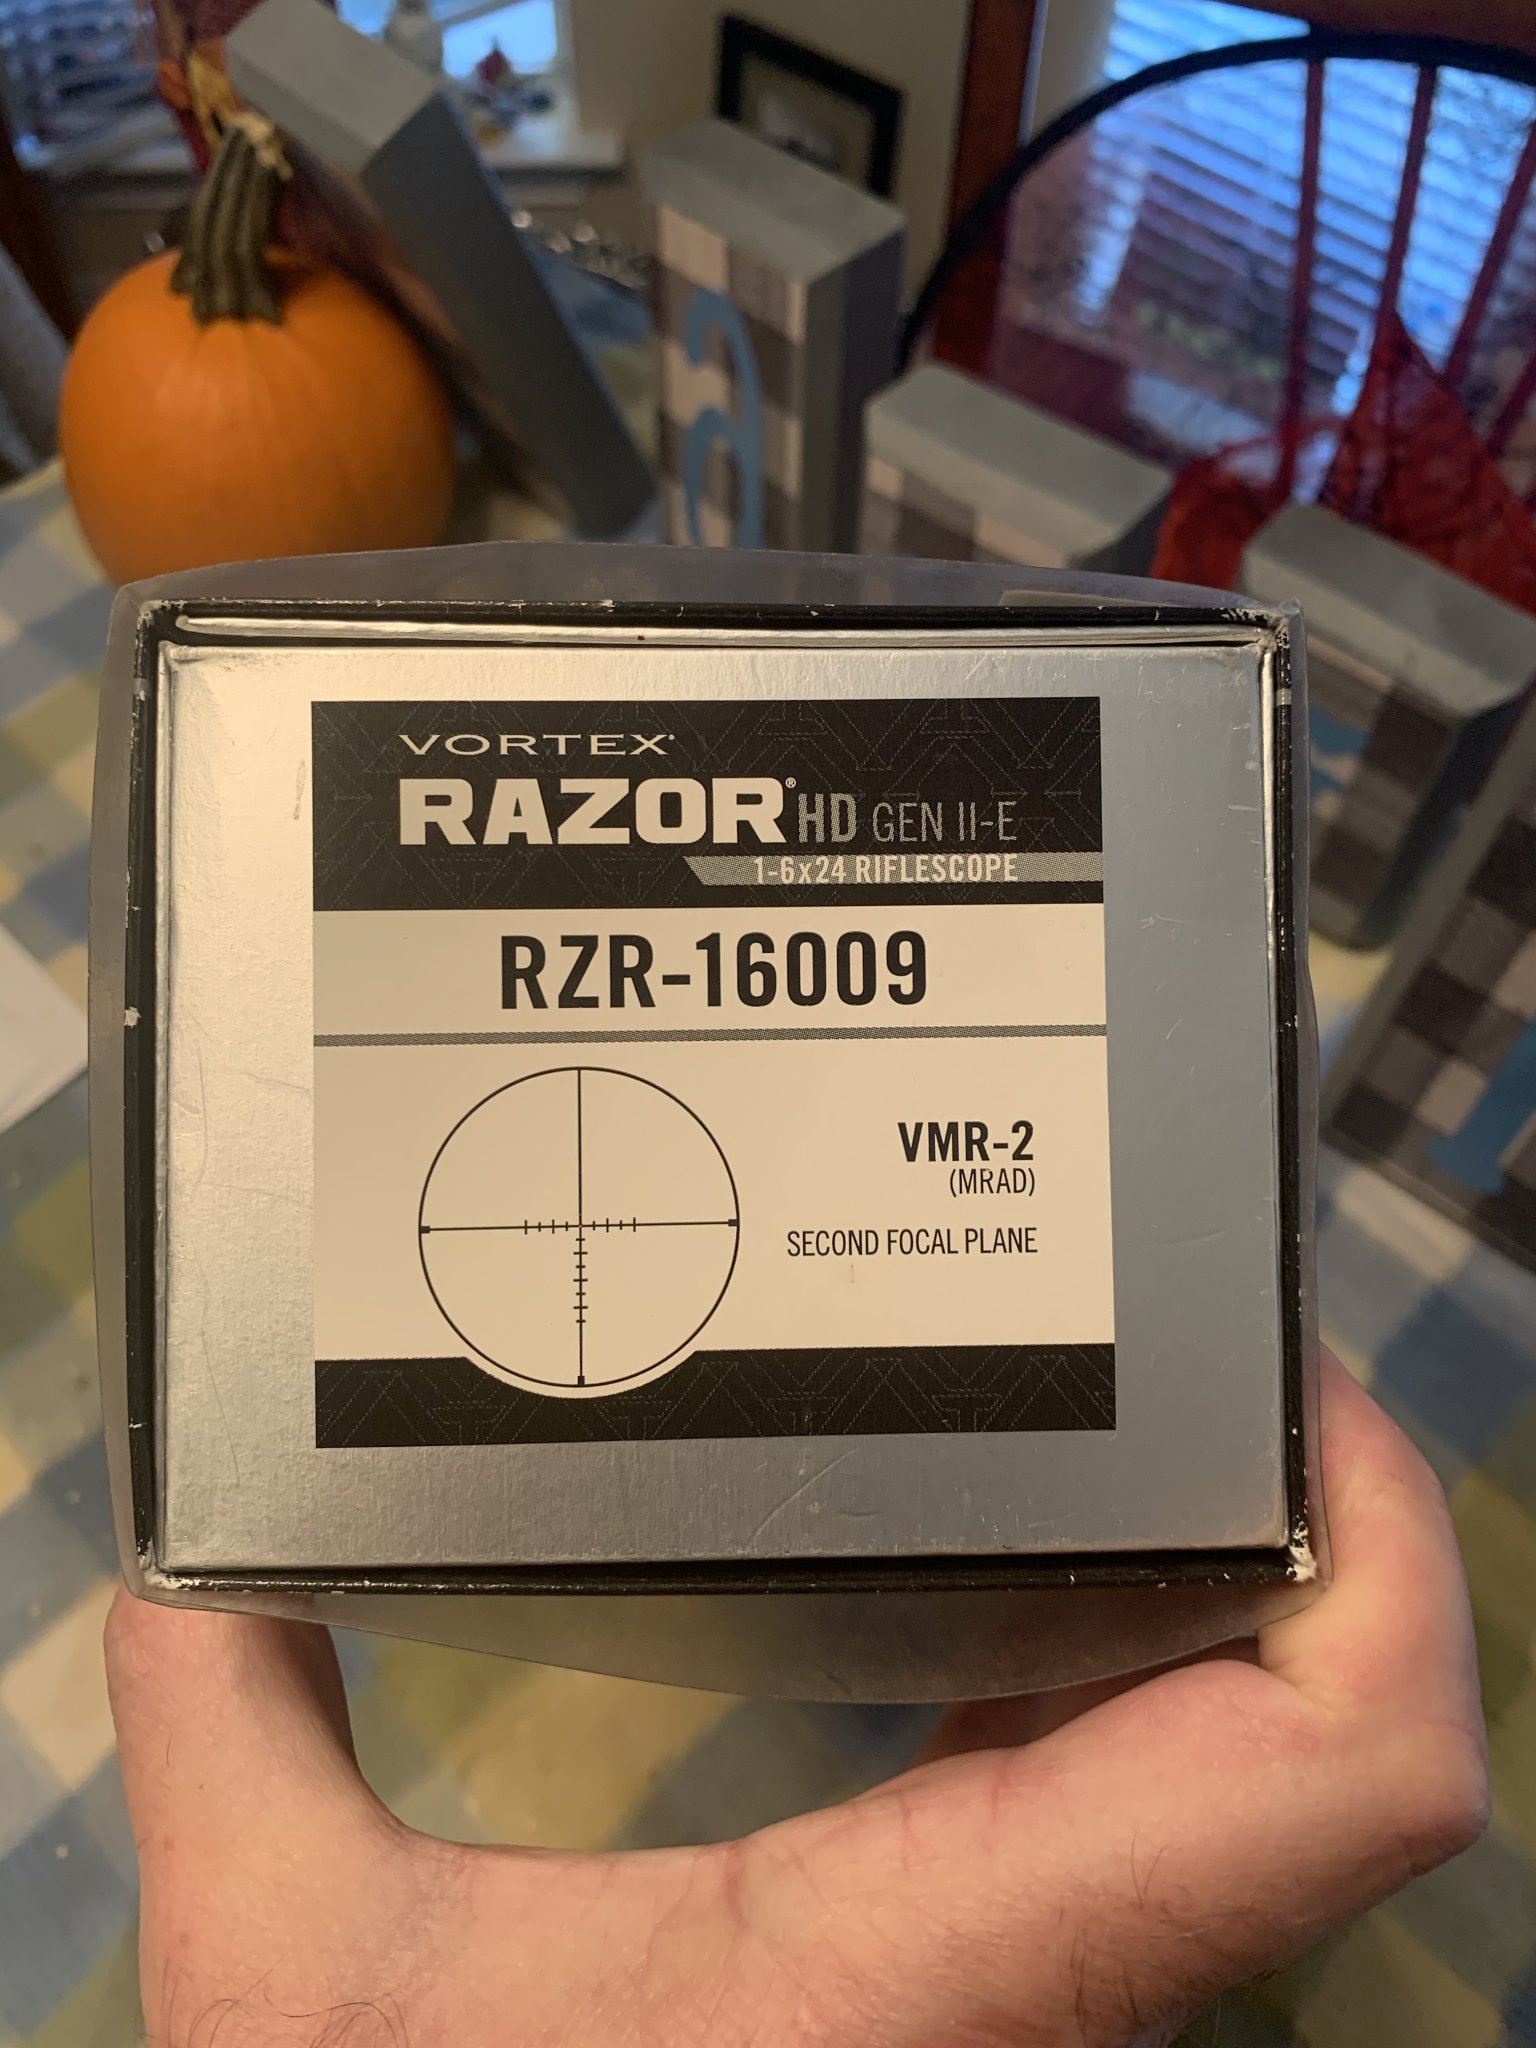 VORTEX
RAZOR® HD GEN II-E
1-6x24 RIFLESCOPE
RZR-16009
VMR-2
(MRAD)
SECOND FOCAL PLANE